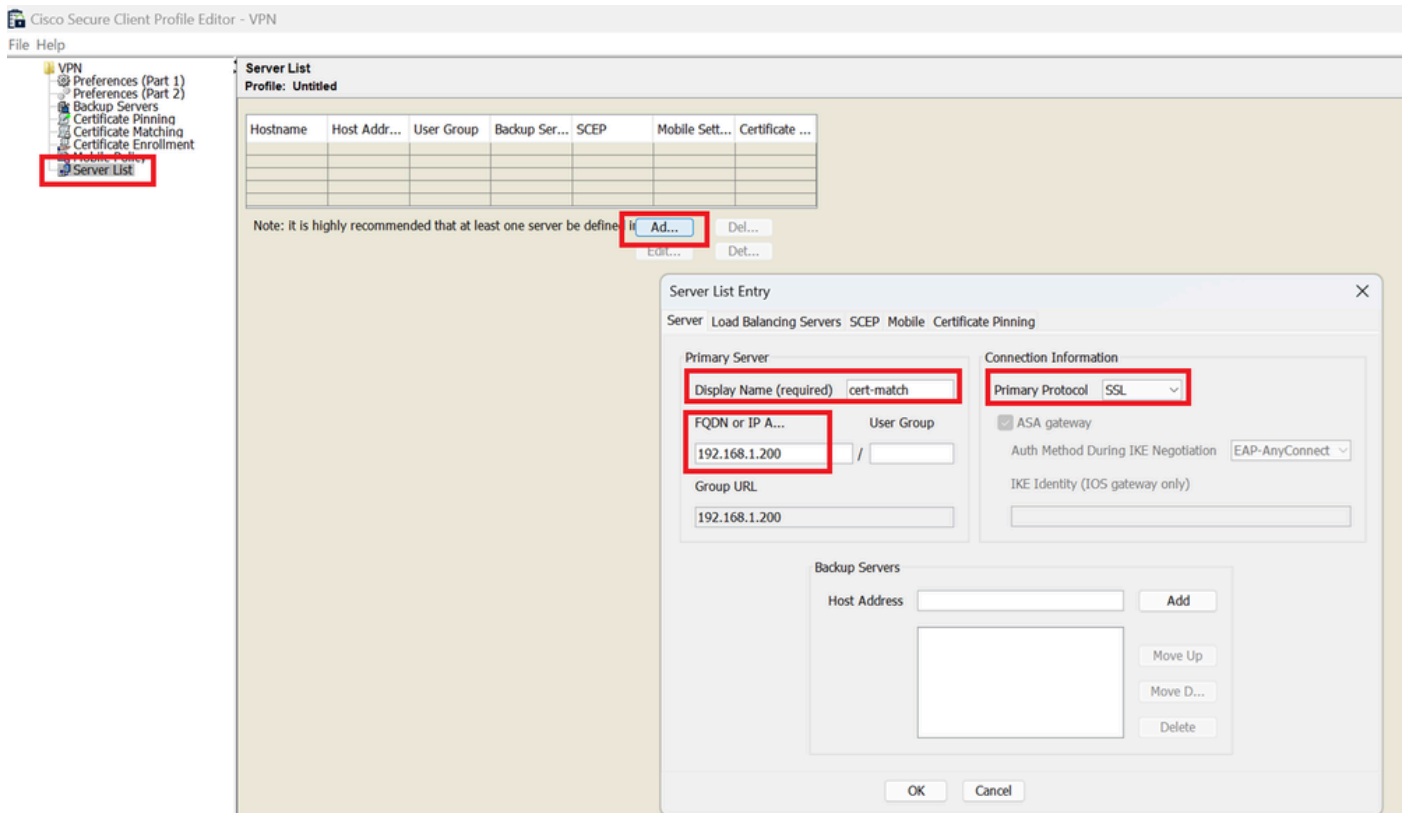 Cisco Secure Client Profile Editor - VPN
File Help
VPN
Preferences (Part 1)
Preferences (Part 2)
Backup Servers
Certificate Pinning
Certificate Matching
Certificate Enrollment
Mobile Policy
Server List
Server List
Profile: Untitled
Hostname Host Addr... User Group Backup Ser... SCEP Mobile Sett... Certificate ...
Note: it is highly recommended that at least one server be defined in Ad... Del...
Edit... Det...
Server List Entry
Server Load Balancing Servers SCEP Mobile Certificate Pinning
Primary Server Connection Information
Display Name (required) cert-match Primary Protocol SSL
FQDN or IP A... User Group ASA gateway
192.168.1.200 / Auth Method During IKE Negotiation EAP-AnyConnect
Group URL IKE Identity (IOS gateway only)
192.168.1.200
Backup Servers
Host Address Add
Move Up
Move D...
Delete
OK Cancel